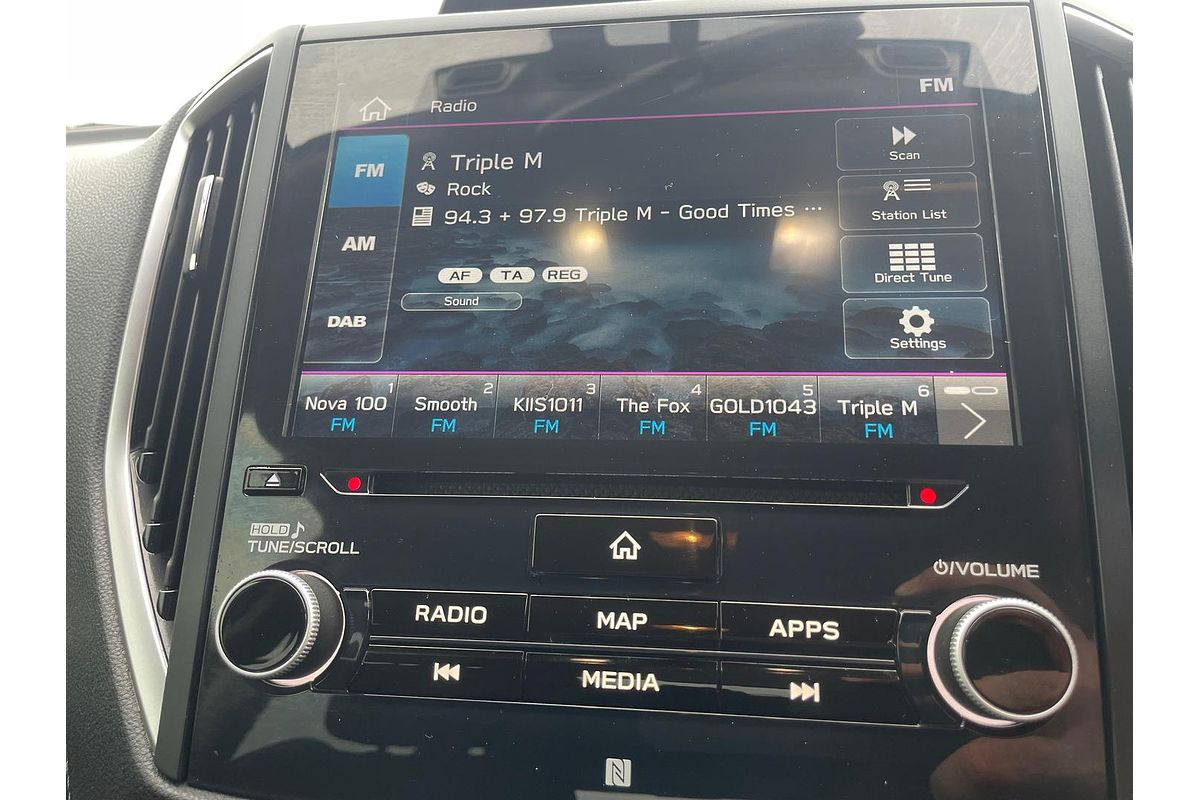 Radio
FM
FM
AM
DAB
Triple M
Rock
94.3 + 97.9 Triple M - Good Times ···
AF TA REG
Sound
Scan
Station List
Direct Tune
Settings
1 Nova 100 FM
2 Smooth FM
3 KIIS1011 FM
4 The Fox FM
5 GOLD1043 FM
6 Triple M FM
HOLD
TUNE/SCROLL
/VOLUME
RADIO
MAP
APPS
MEDIA
N